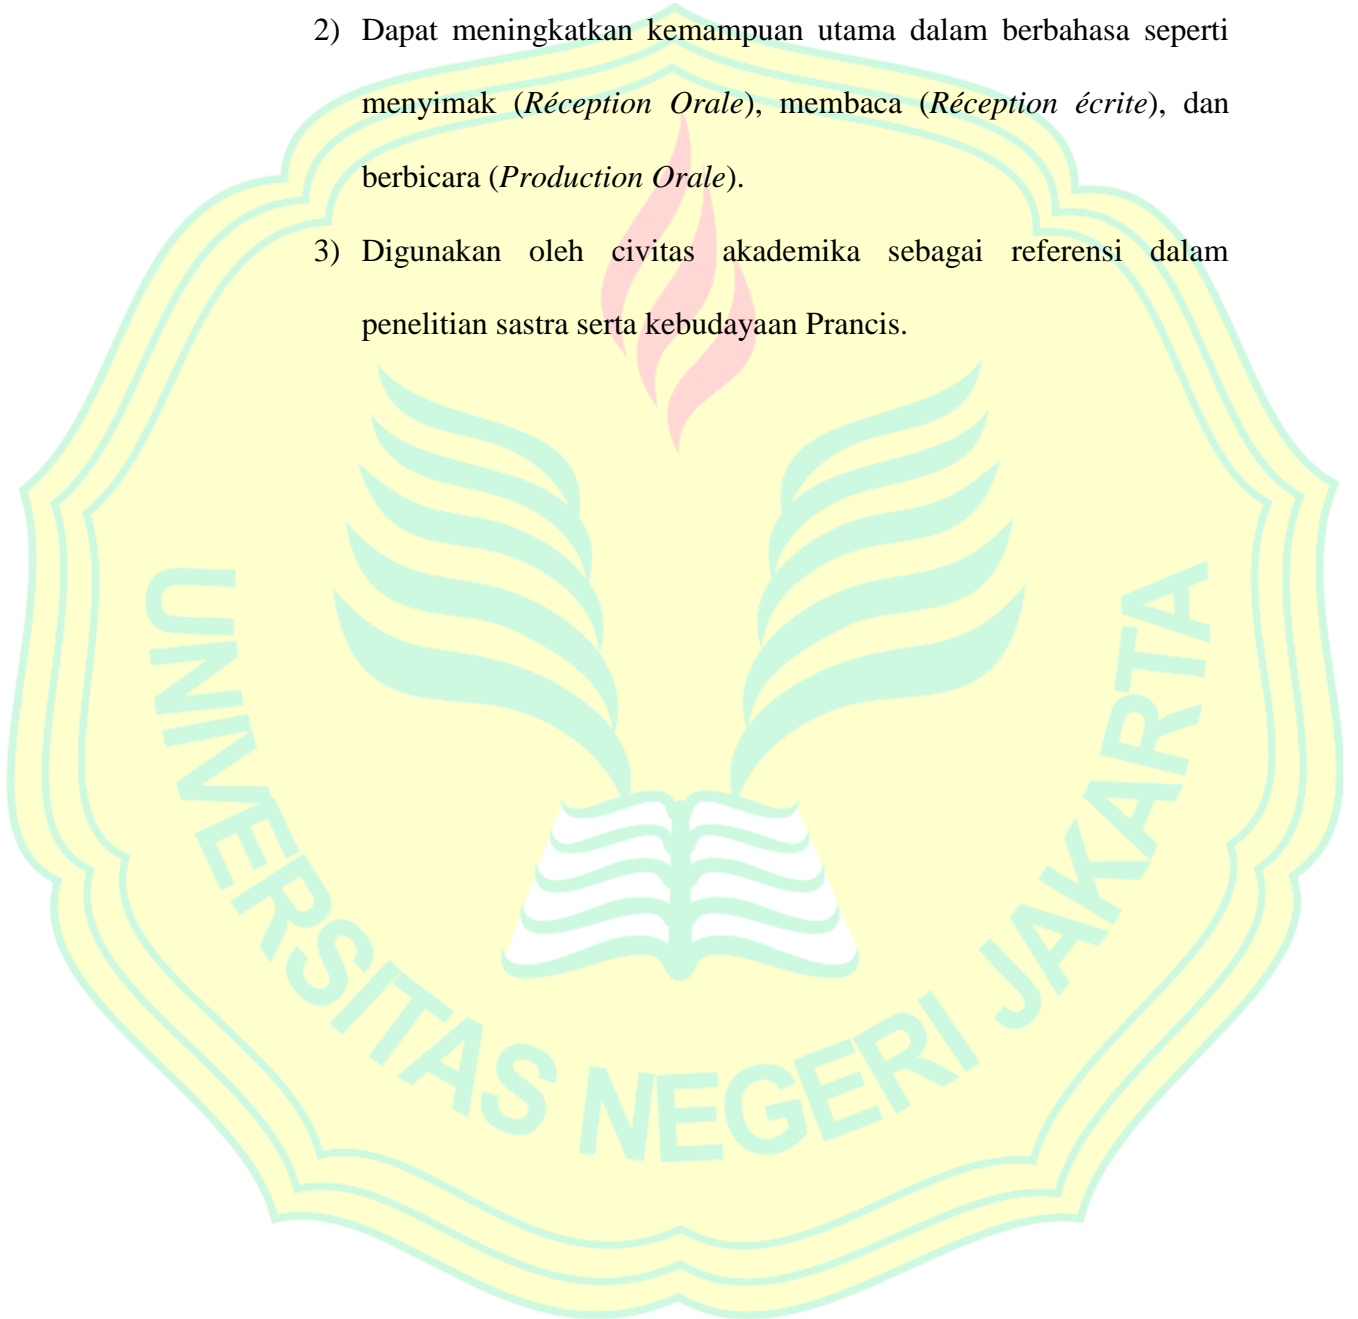 2) Dapat meningkatkan kemampuan utama dalam berbahasa seperti
menyimak (Réception Orale), membaca (Réception écrite), dan
berbicara (Production Orale).
3) Digunakan oleh civitas akademika sebagai referensi dalam
penelitian sastra serta kebudayaan Prancis.
UNIVERSITAS NEGERI JAKARTA